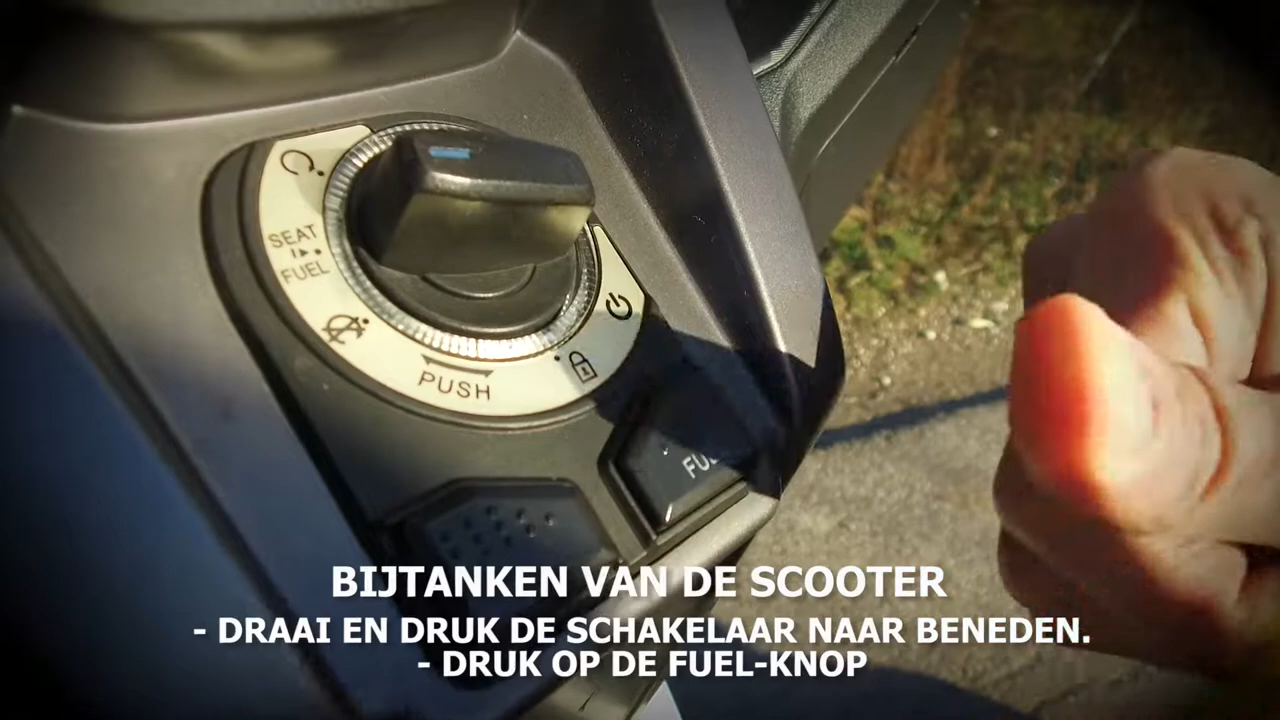 SEAT
FUEL
PUSH
BIJTANKEN VAN DE SCOOTER
- DRAAI EN DRUK DE SCHAKELAAR NAAR BENEDEN.
- DRUK OP DE FUEL-KNOP